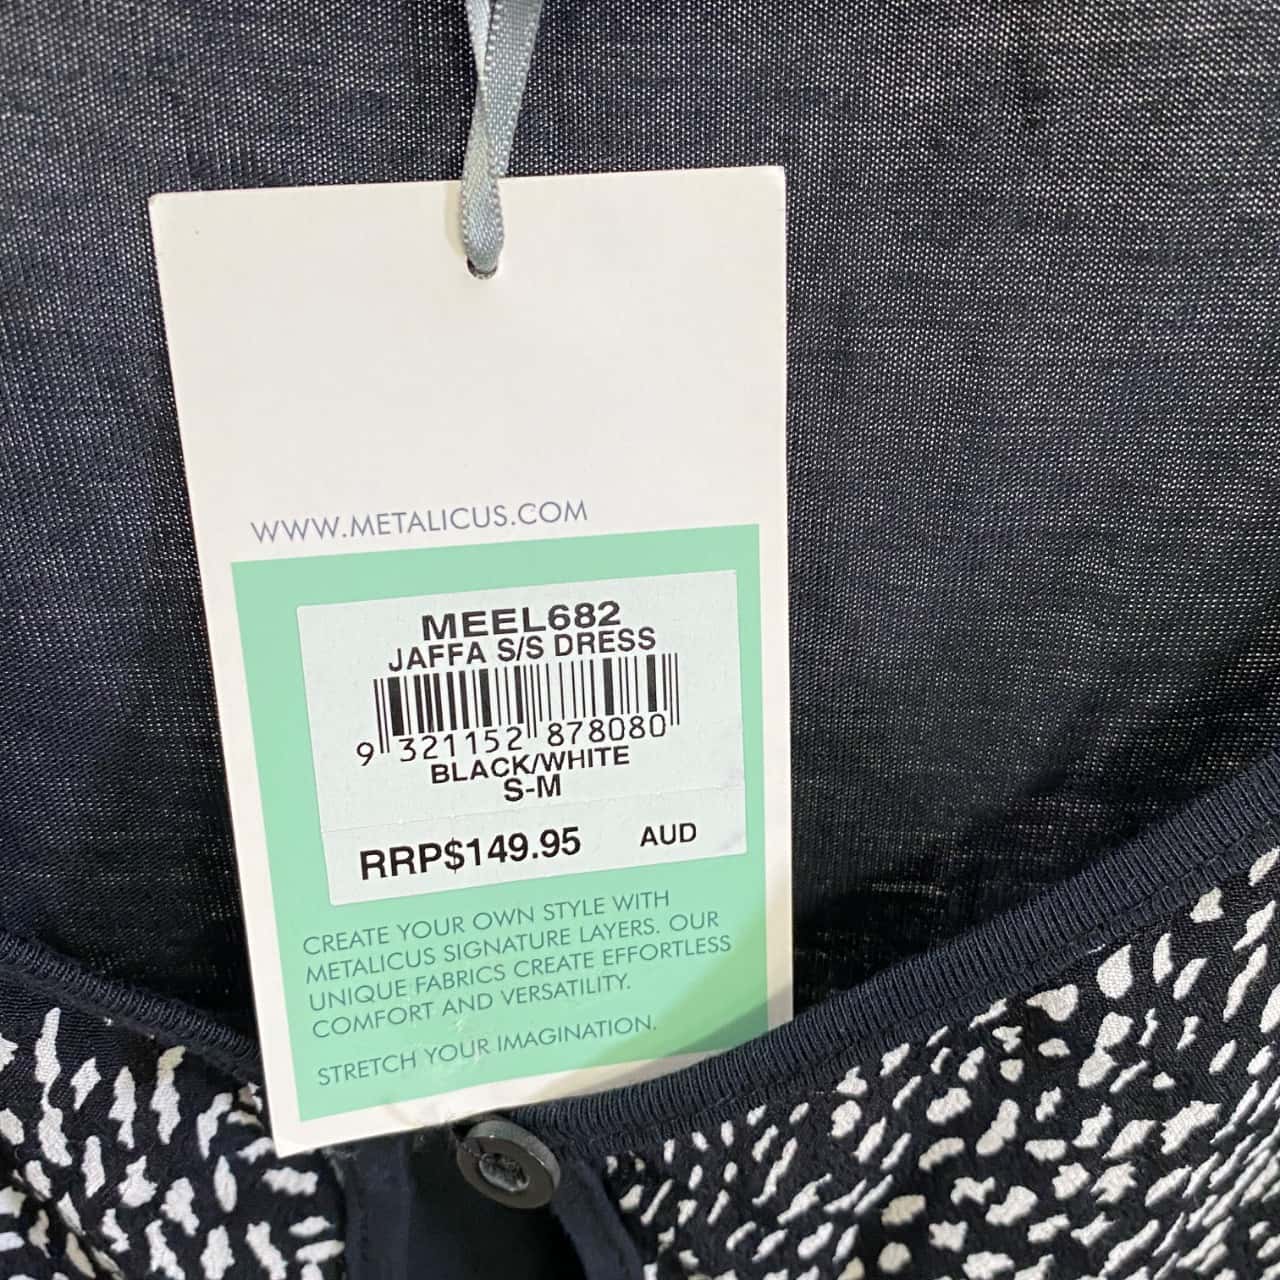 WWW.METALICUS.COM
MEEL682
JAFFA S/S DRESS
9 321152 878080
BLACK/WHITE
S-M
RRP$149.95 AUD
CREATE YOUR OWN STYLE WITH
METALICUS SIGNATURE LAYERS. OUR
UNIQUE FABRICS CREATE EFFORTLESS
COMFORT AND VERSATILITY.
STRETCH YOUR IMAGINATION.